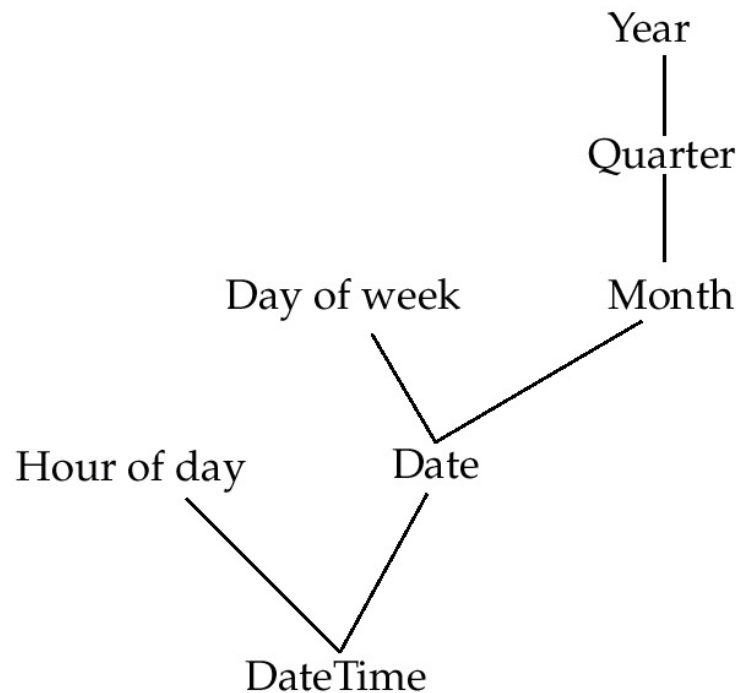 Year
Quarter
Day of week
Month
Hour of day
Date
DateTime